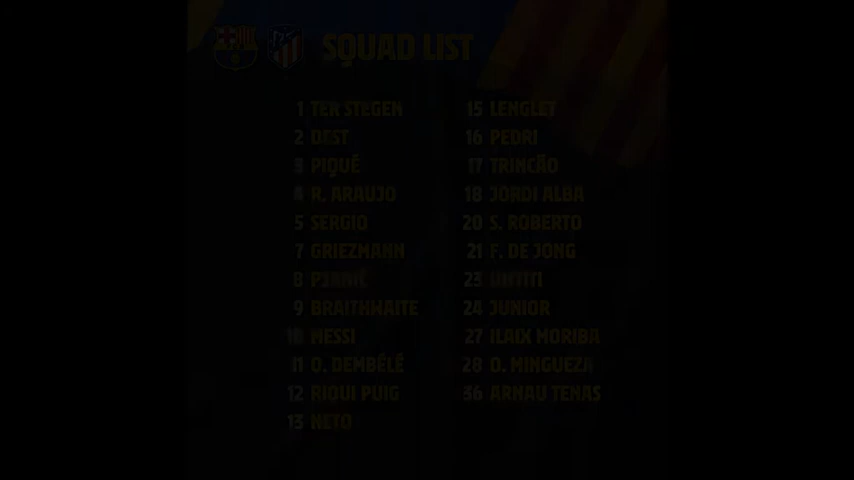 SQUAD LIST
1 TER STEGEN
2 DEST
3 PIQUÉ
4 R. ARAUJO
5 SERGIO
7 GRIEZMANN
8 PJANIĆ
9 BRAITHWAITE
10 MESSI
11 O. DEMBÉLÉ
12 RIQUI PUIG
13 NETO
15 LENGLET
16 PEDRI
17 TRINCÃO
18 JORDI ALBA
20 S. ROBERTO
21 F. DE JONG
23 UMTITI
24 JUNIOR
27 ILAIX MORIBA
28 O. MINGUEZA
36 ARNAU TENAS